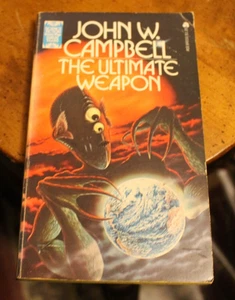 JOHN W.
CAMPBELL
THE ULTIMATE
WEAPON